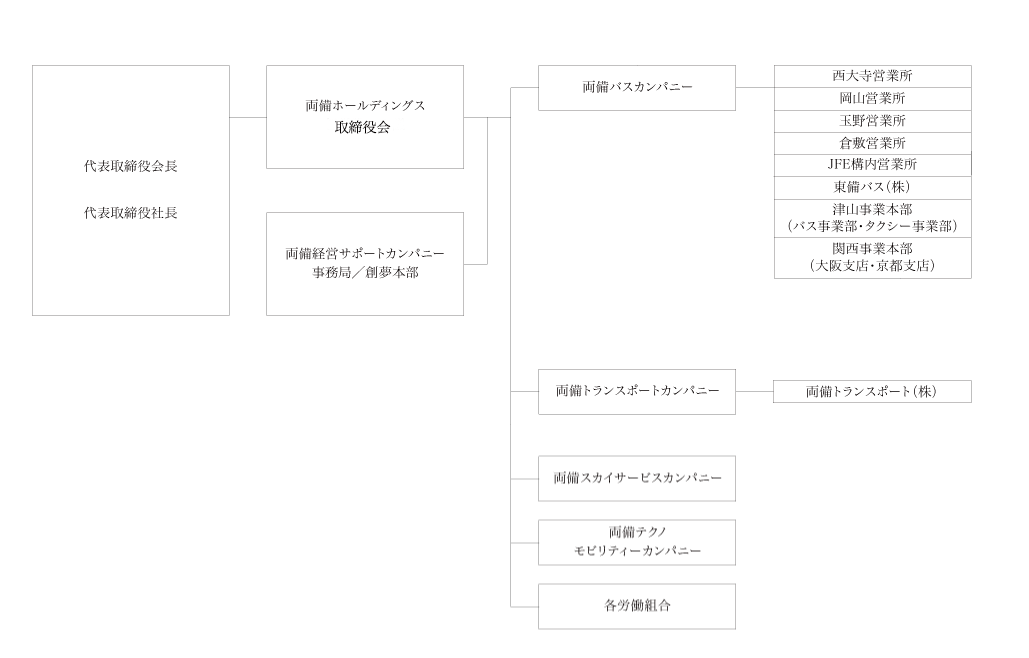 代表取締役会長
代表取締役社長
両備ホールディングス
取締役会
両備経営サポートカンパニー
事務局／創夢本部
両備バスカンパニー
西大寺営業所
岡山営業所
玉野営業所
倉敷営業所
JFE構内営業所
東備バス（株）
津山事業本部
（バス事業部・タクシー事業部）
関西事業本部
（大阪支店・京都支店）
両備トランスポートカンパニー
両備トランスポート（株）
両備スカイサービスカンパニー
両備テクノ
モビリティーカンパニー
各労働組合